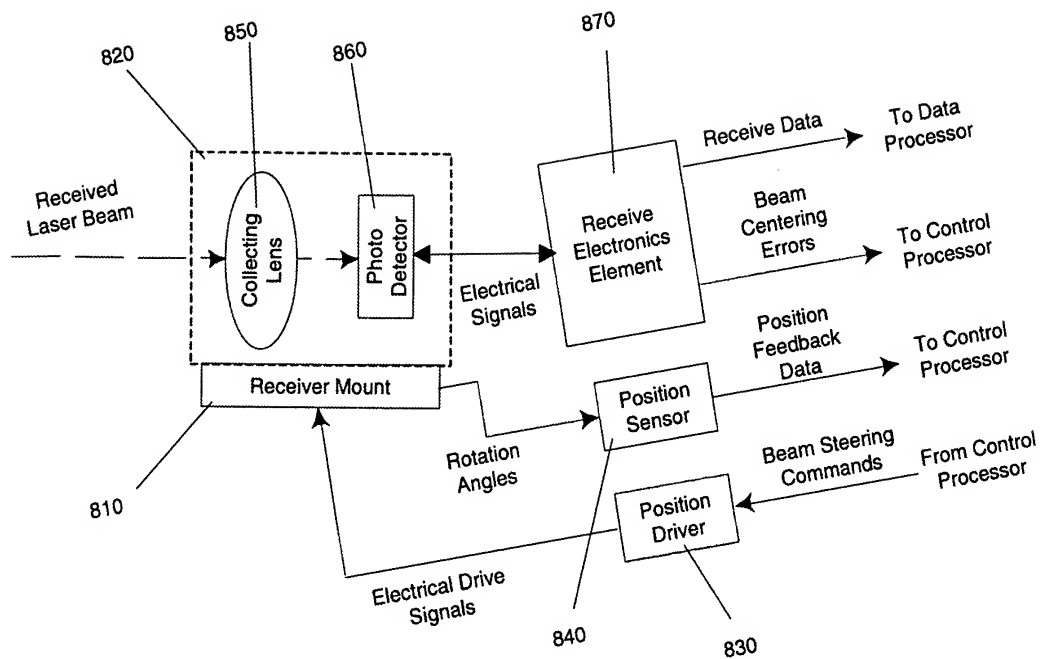 850
870
820
860
Receive Data
To Data
Processor
Received
Laser Beam
Collecting
Lens
Photo
Detector
Receive
Electronics
Element
Beam
Centering
Errors
To Control
Processor
Electrical
Signals
Position
Feedback
Data
To Control
Processor
Receiver Mount
Position
Sensor
Rotation
Angles
Beam Steering
Commands
From Control
Processor
810
Position
Driver
Electrical Drive
Signals
840
830